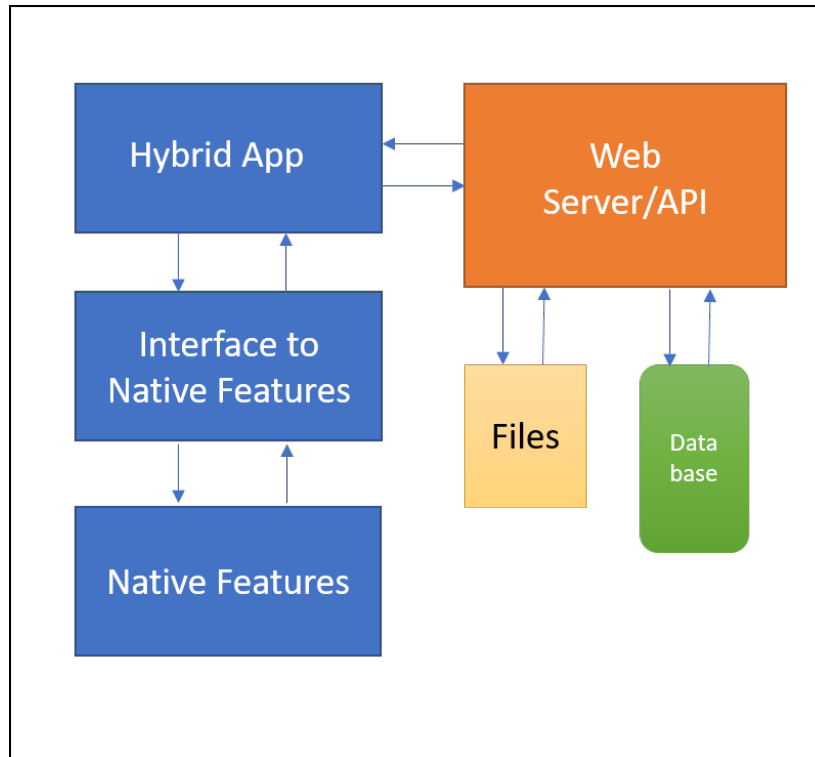 Hybrid App
Web
Server/API
Interface to
Native Features
Files
Data
base
Native Features